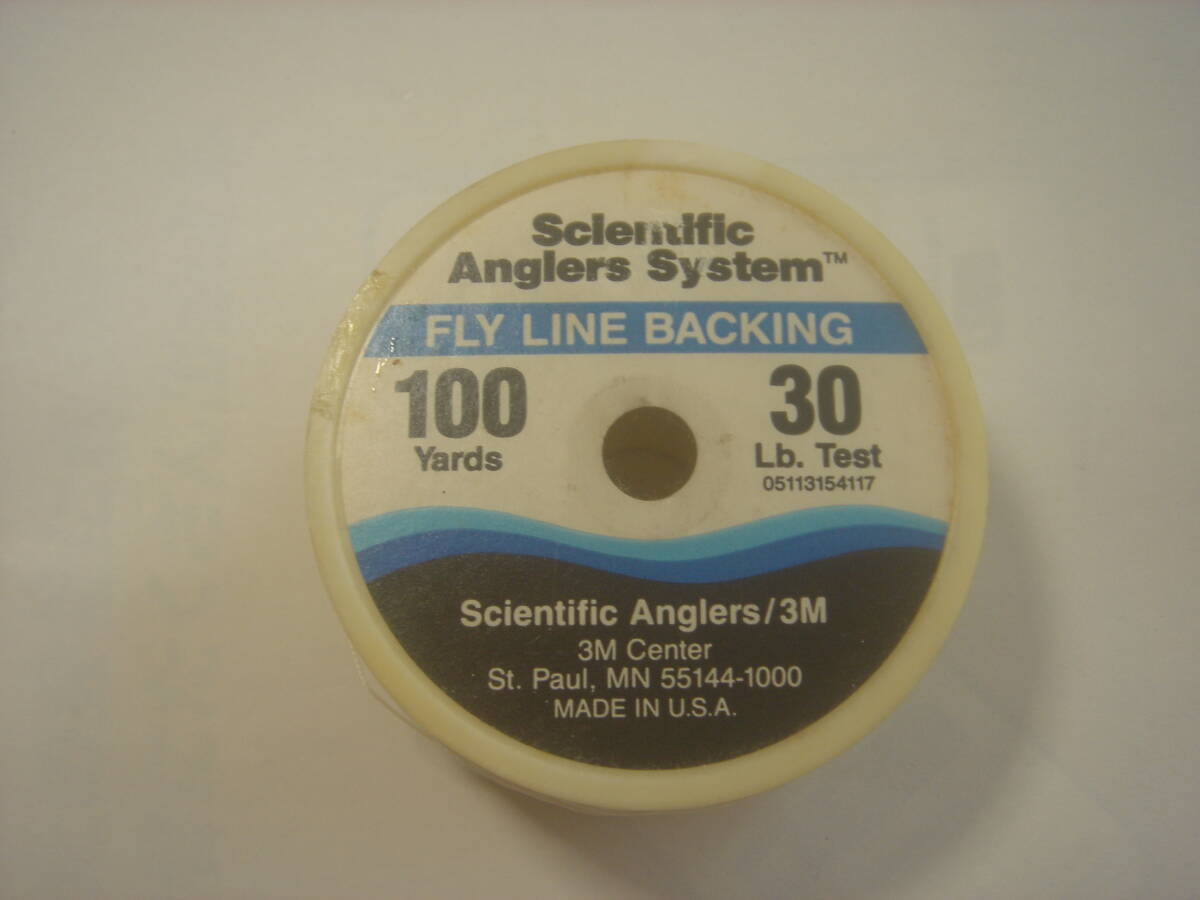 Scientific
Anglers System™
FLY LINE BACKING
100
Yards
30
Lb. Test
05113154117
Scientific Anglers/3M
3M Center
St. Paul, MN 55144-1000
MADE IN U.S.A.